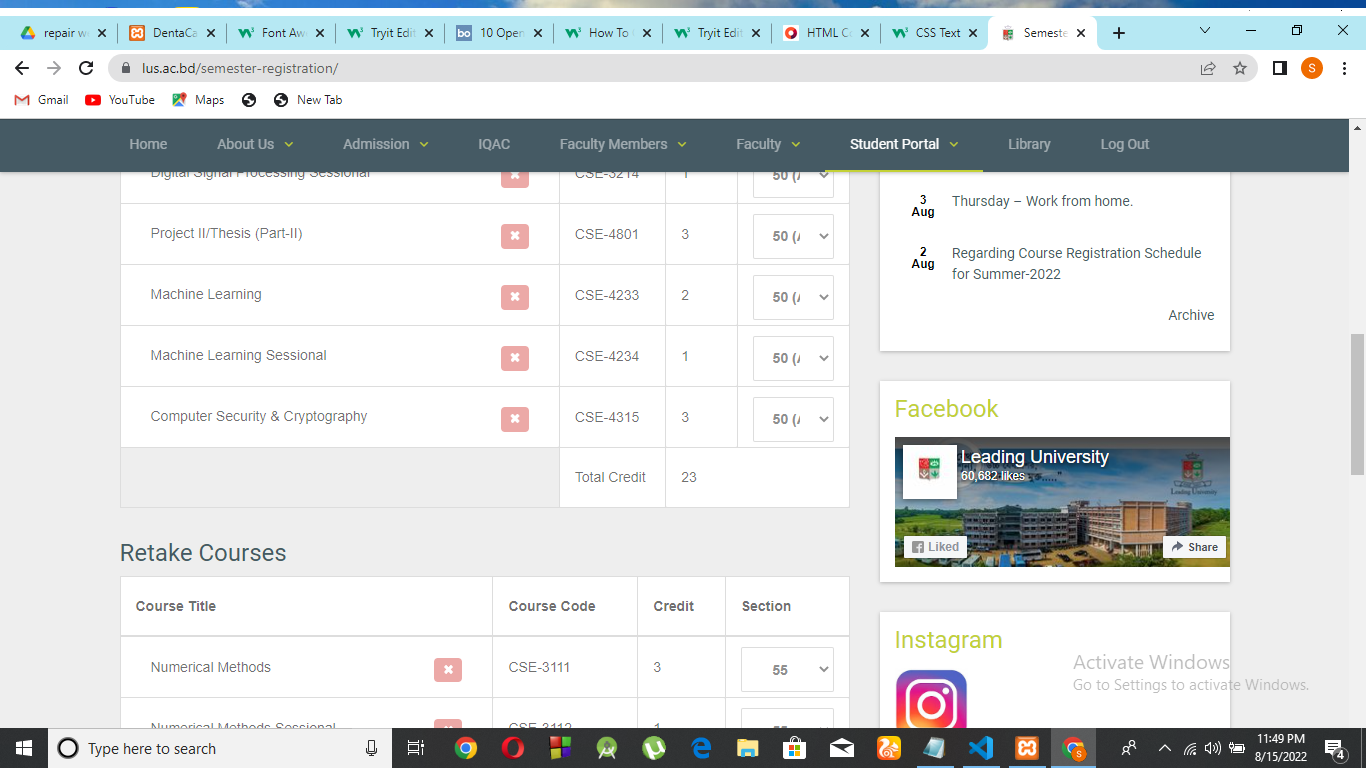 repair w
DentaCa
Font Aw
Tryit Edit
10 Open
How To
Tryit Edit
HTML C
CSS Text
Semeste
lus.ac.bd/semester-registration/
S
Gmail
YouTube
Maps
New Tab
Home
About Us
Admission
IQAC
Faculty Members
Faculty
Student Portal
Library
Log Out
Digital Signal Processing Sessional
CSE-3214
1
50 (
Project II/Thesis (Part-II)
CSE-4801
3
50 (
Machine Learning
CSE-4233
2
50 (
Machine Learning Sessional
CSE-4234
1
50 (
Computer Security & Cryptography
CSE-4315
3
50 (
Total Credit
23
Retake Courses
Course Title
Course Code
Credit
Section
Numerical Methods
CSE-3111
3
55
Numerical Methods Sessional
CSE-3112
1
3
Aug
Thursday – Work from home.
2
Aug
Regarding Course Registration Schedule
for Summer-2022
Archive
Facebook
Leading University
60,682 likes
Leading University
Liked
Share
Instagram
Activate Windows
Go to Settings to activate Windows.
Type here to search
11:49 PM
8/15/2022
4